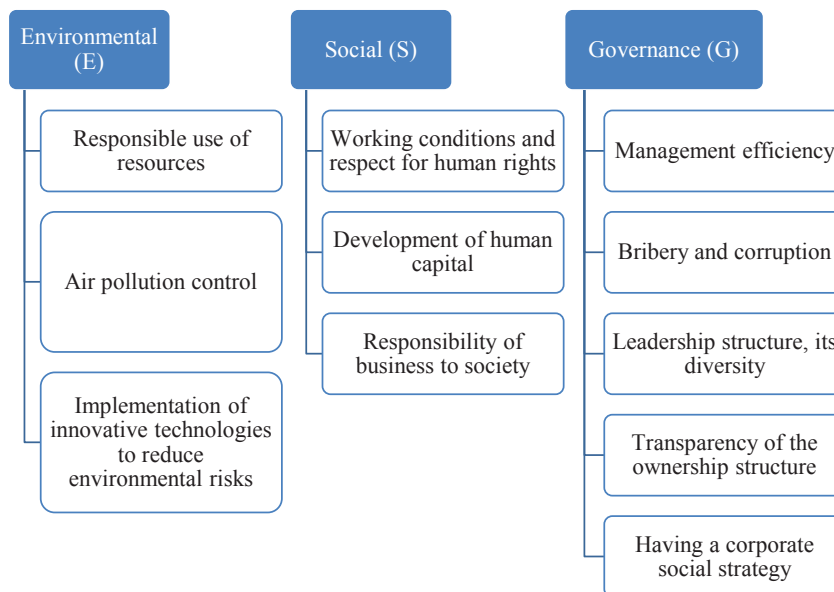 Environmental
(E)
Responsible use of
resources
Air pollution control
Implementation of
innovative technologies
to reduce
environmental risks
Social (S)
Working conditions and
respect for human rights
Development of human
capital
Responsibility of
business to society
Governance (G)
Management efficiency
Bribery and corruption
Leadership structure, its
diversity
Transparency of the
ownership structure
Having a corporate
social strategy